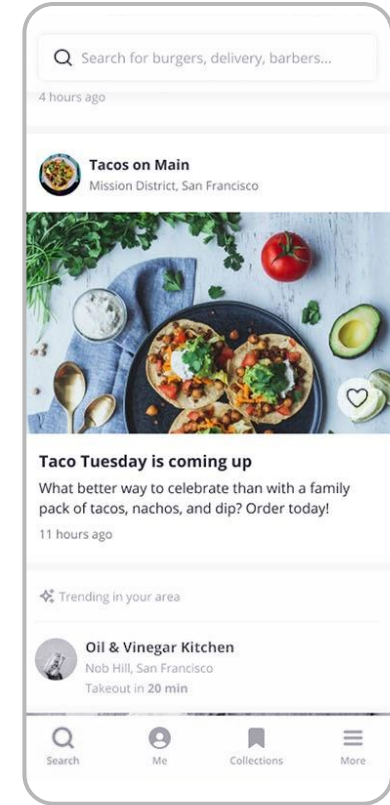 Search for burgers, delivery, barbers...
4 hours ago
Tacos on Main
Mission District, San Francisco
Taco Tuesday is coming up
What better way to celebrate than with a family
pack of tacos, nachos, and dip? Order today!
11 hours ago
Trending in your area
Oil & Vinegar Kitchen
Nob Hill, San Francisco
Takeout in 20 min
Search
Me
Collections
More